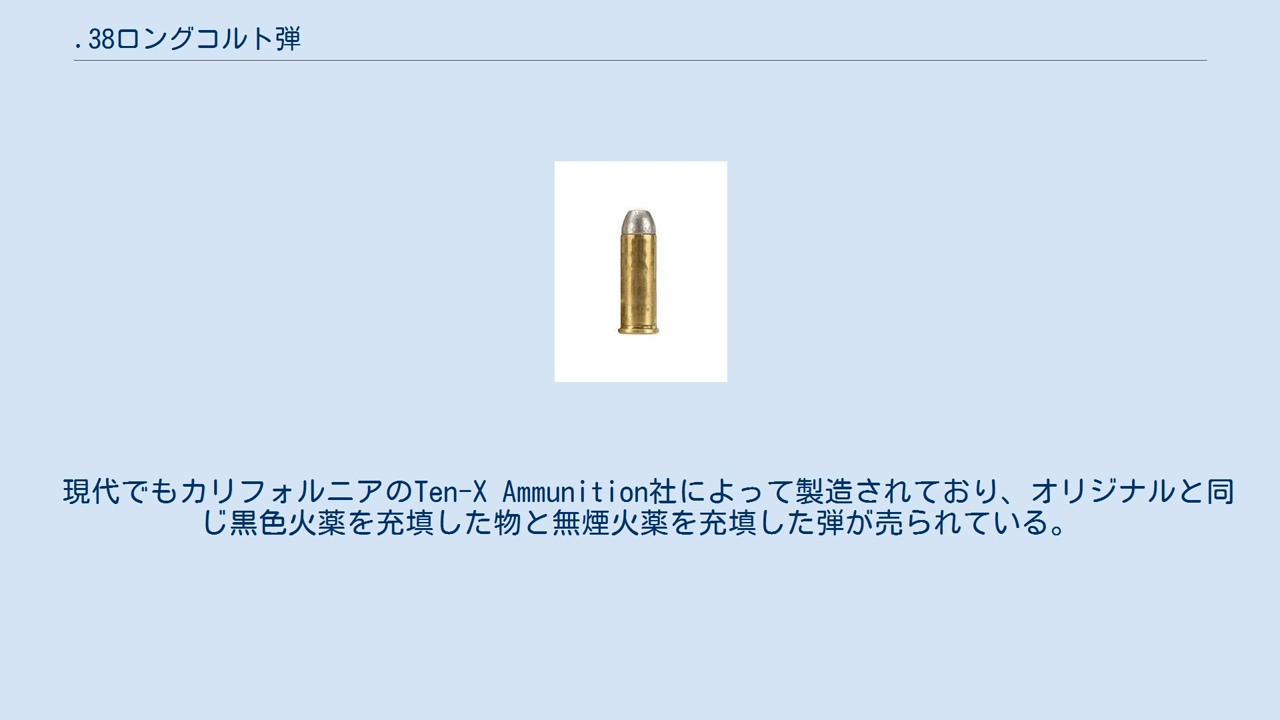 .38ロングコルト弾
現代でもカリフォルニアのTen-X Ammunition社によって製造されており、オリジナルと同
じ黒色火薬を充填した物と無煙火薬を充填した弾が売られている。